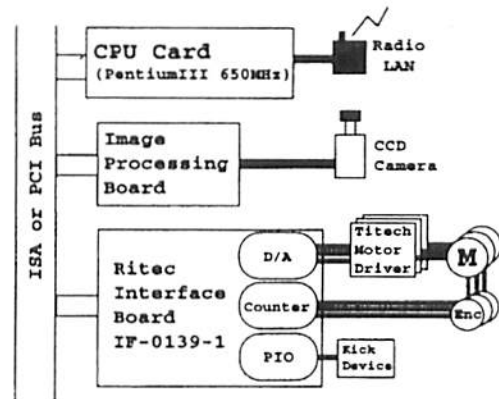 ISA or PCI Bus
CPU Card
(PentiumIII 650MHz)
Radio
LAN
Image
Processing
Board
CCD
Camera
Ritec
Interface
Board
IF-0139-1
D/A
Counter
PIO
Titech
Motor
Driver
M
Enc
Kick
Device